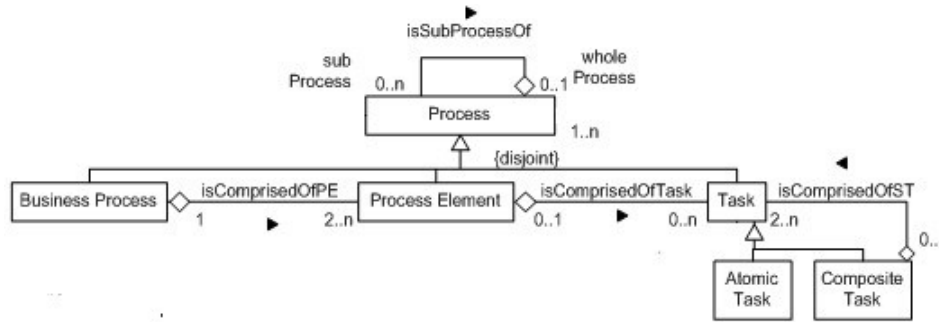 isSubProcessOf
sub
Process
whole
Process
0..n
0..1
Process
1..n
{disjoint}
Business Process
isComprisedOfPE
1
2..n
Process Element
isComprisedOfTask
0..1
0..n
Task
isComprisedOfST
2..n
0..
Atomic
Task
Composite
Task